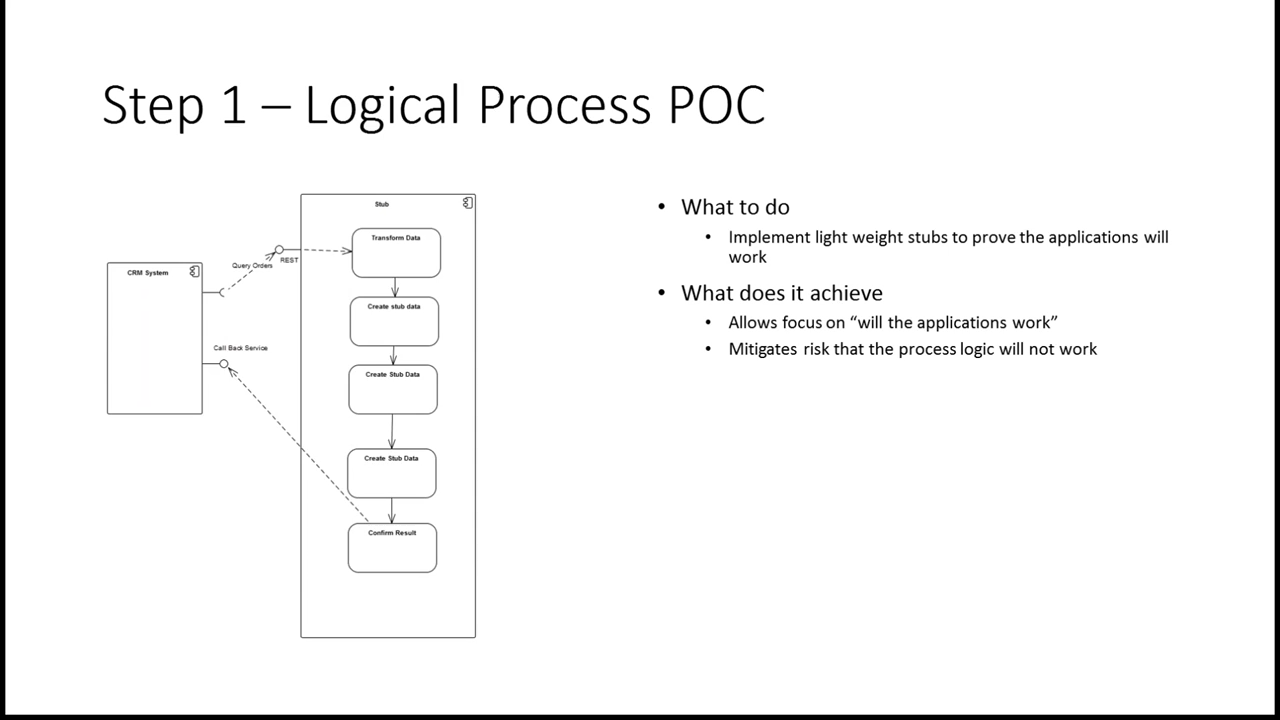 Step 1 – Logical Process POC
Stub
Transform Data
Query Orders
REST
CRM System
Create stub data
Call Back Service
Create Stub Data
Create Stub Data
Confirm Result
• What to do
• Implement light weight stubs to prove the applications will
work
• What does it achieve
• Allows focus on “will the applications work”
• Mitigates risk that the process logic will not work